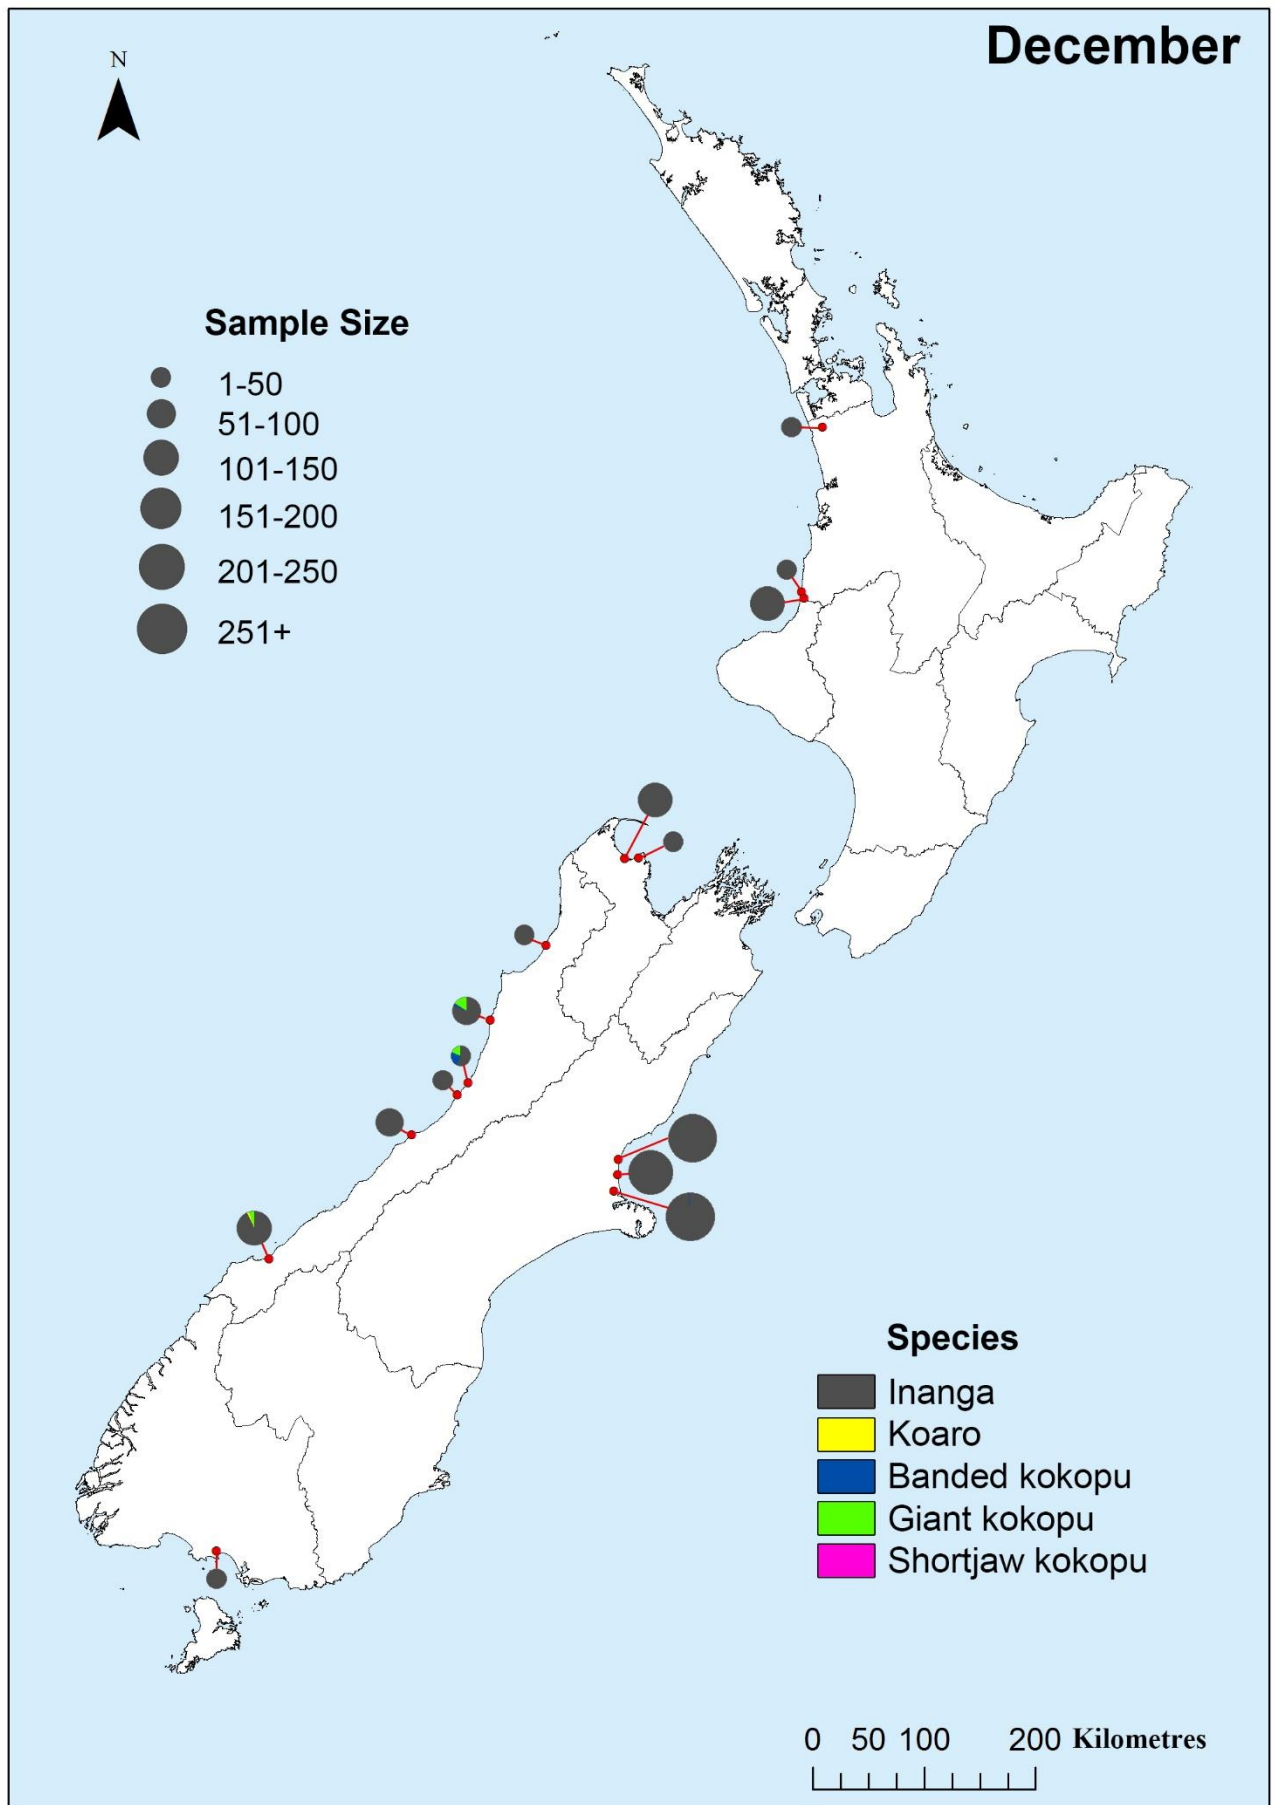 December
N
Sample Size
1-50
51-100
101-150
151-200
201-250
251+
Species
Inanga
Koaro
Banded kokopu
Giant kokopu
Shortjaw kokopu
0 50 100 200 Kilometres